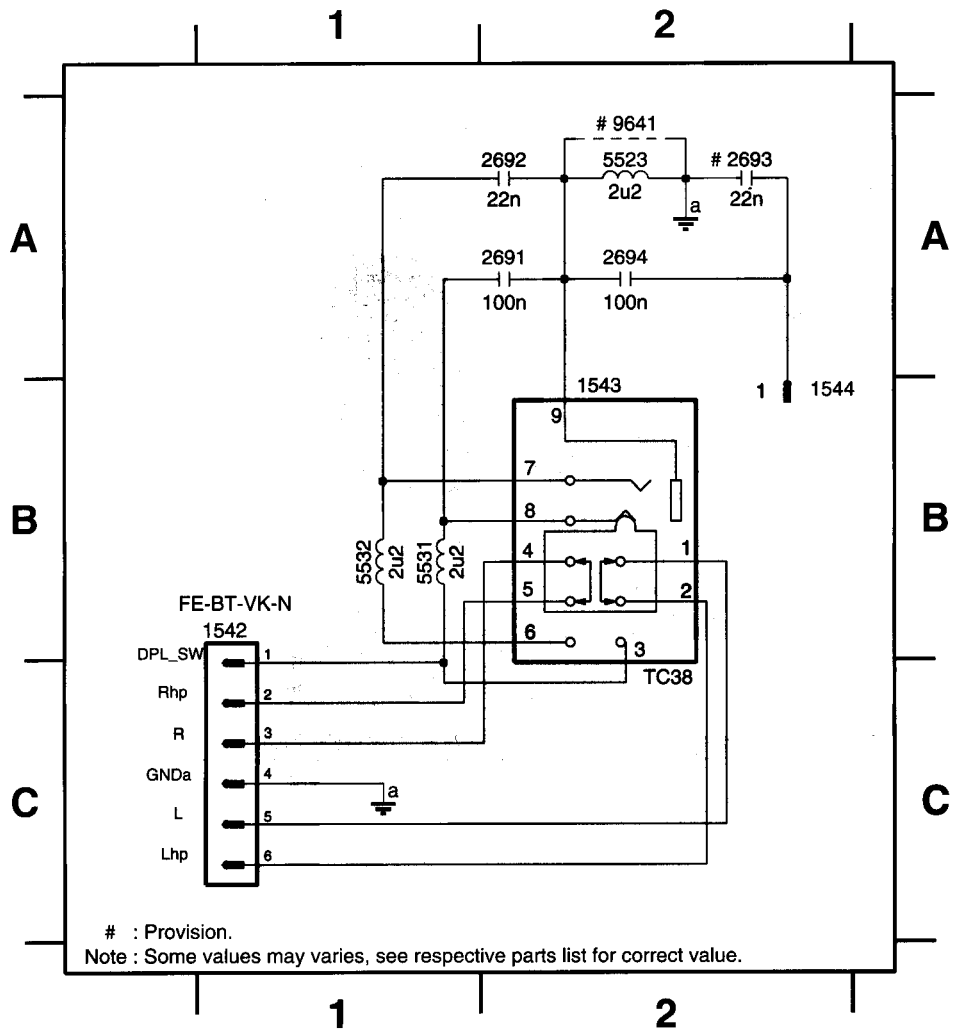 1 2
# 9641
2692 5523 # 2693
22n 2u2 22n
a
A A
2691 2694
100n 100n
1543 1 1544
9
7
8
B B
5532 2u2 5531 2u2
4 1
5 2
FE-BT-VK-N
1542
6 3
DPL_SW 1
TC38
Rhp 2
R 3
GNDa 4
a
C C
L 5
Lhp 6
# : Provision.
Note : Some values may varies, see respective parts list for correct value.
1 2